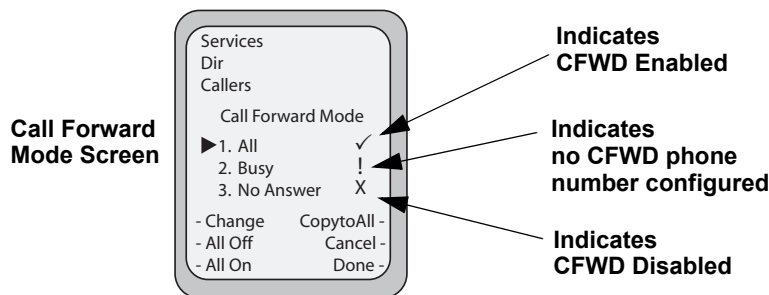 Call Forward
Mode Screen
Services
Dir
Callers
Call Forward Mode
▶1. All ✓
2. Busy !
3. No Answer X
- Change CopytoAll -
- All Off Cancel -
- All On Done -
Indicates
CFWD Enabled
Indicates
no CFWD phone
number configured
Indicates
CFWD Disabled